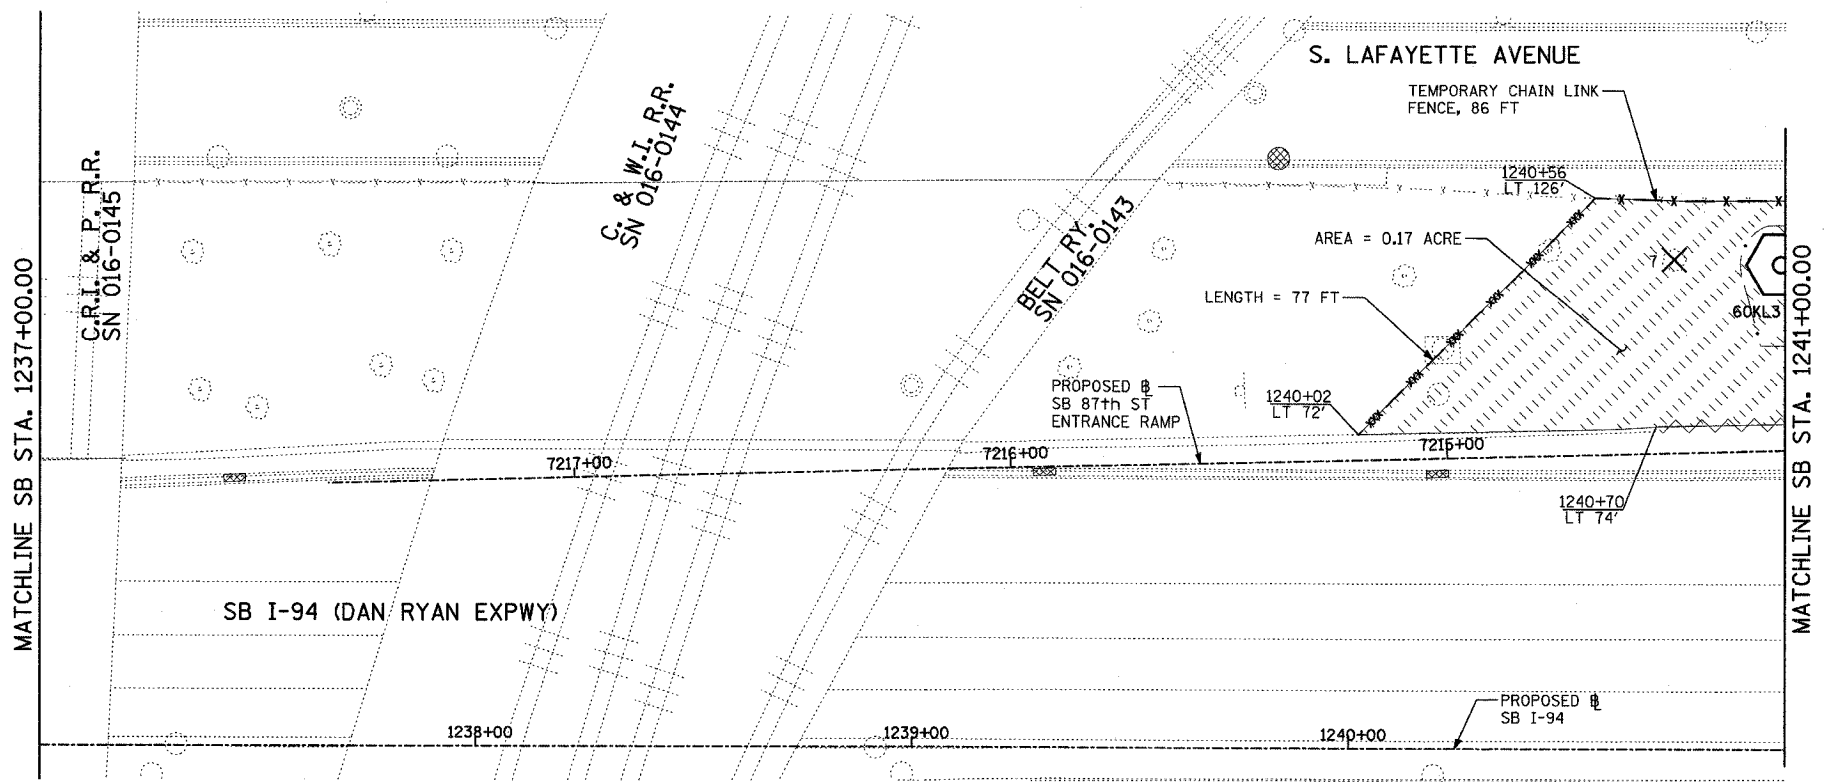 S. LAFAYETTE AVENUE
TEMPORARY CHAIN LINK
FENCE, 86 FT
1240+56
LT 126'
AREA = 0.17 ACRE
LENGTH = 77 FT
7
60KL3
C.R.I. & P. R.R.
SN 016-0145
C. & W.I. R.R.
SN 016-0144
BELT RY.
SN 016-0143
MATCHLINE SB STA. 1237+00.00
MATCHLINE SB STA. 1241+00.00
PROPOSED ⅊
SB 87th ST
ENTRANCE RAMP
1240+02
LT 72'
7217+00
7216+00
7215+00
1240+70
LT 74'
SB I-94 (DAN RYAN EXPWY)
PROPOSED ⅊
SB I-94
1238+00
1239+00
1240+00